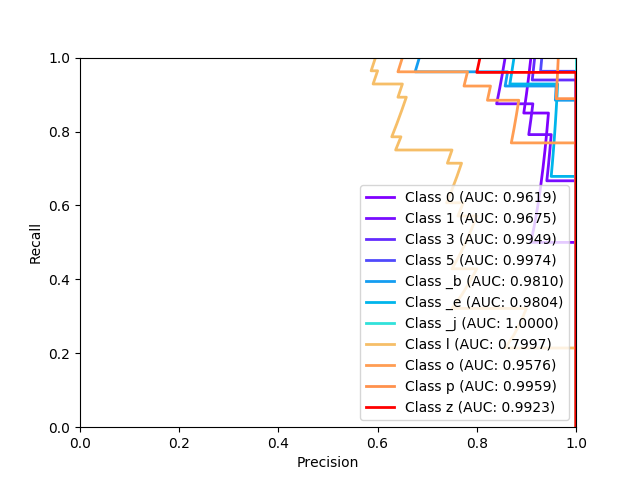 1.0
0.8
0.6
0.4
0.2
0.0
Recall
0.0 0.2 0.4 0.6 0.8 1.0
Precision
Class 0 (AUC: 0.9619)
Class 1 (AUC: 0.9675)
Class 3 (AUC: 0.9949)
Class 5 (AUC: 0.9974)
Class _b (AUC: 0.9810)
Class _e (AUC: 0.9804)
Class _j (AUC: 1.0000)
Class l (AUC: 0.7997)
Class o (AUC: 0.9576)
Class p (AUC: 0.9959)
Class z (AUC: 0.9923)